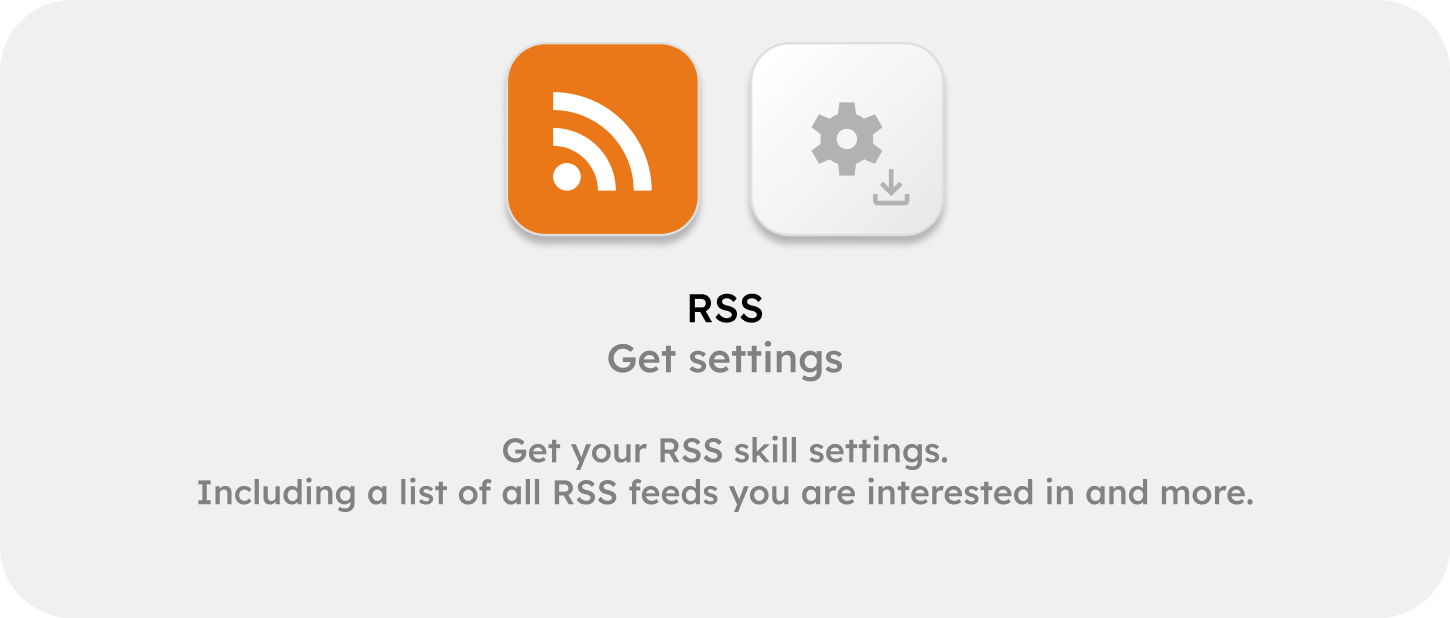 RSS
Get settings
Get your RSS skill settings.
Including a list of all RSS feeds you are interested in and more.